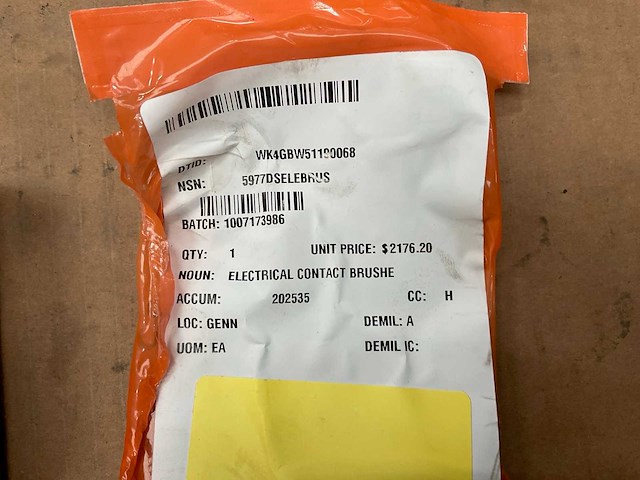 DTID: WK4GBW51190068
NSN: 5977DSELEBRUS
BATCH: 1007173986
QTY: 1 UNIT PRICE: $2176.20
NOUN: ELECTRICAL CONTACT BRUSHE
ACCUM: 202535 CC: H
LOC: GENN DEMIL: A
UOM: EA DEMIL IC: